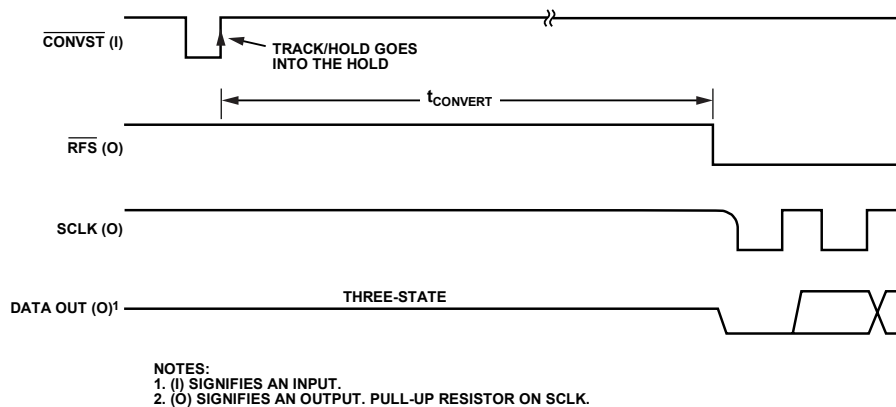 CONVST (I)
TRACK/HOLD GOES
INTO THE HOLD
tCONVERT
RFS (O)
SCLK (O)
THREE-STATE
DATA OUT (O)1
NOTES:
1. (I) SIGNIFIES AN INPUT.
2. (O) SIGNIFIES AN OUTPUT. PULL-UP RESISTOR ON SCLK.